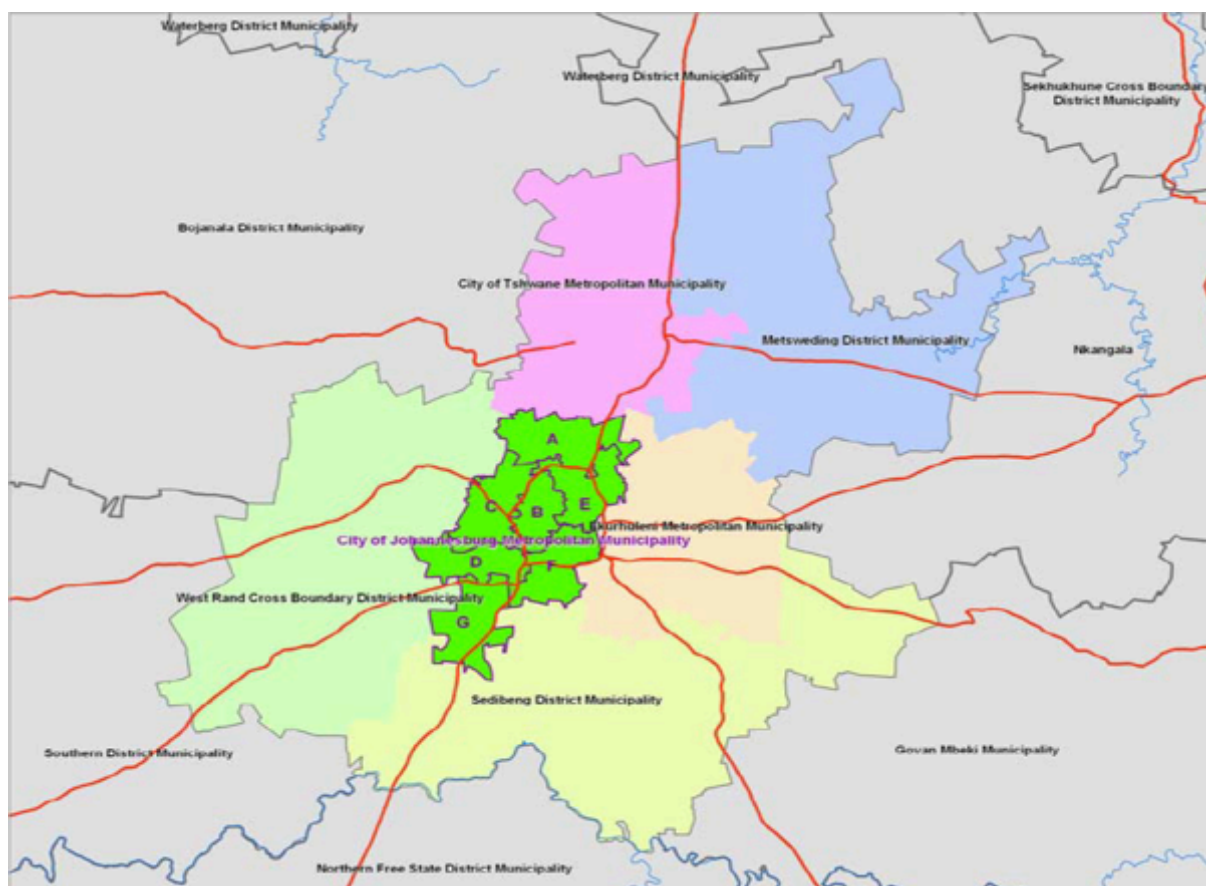 Waterberg District Municipality
Waterberg District Municipality
Sekhukhune Cross Boundary
District Municipality
Bojanala District Municipality
City of Tshwane Metropolitan Municipality
Metsweding District Municipality
Nkangala
A
C
B
E
Ekurhuleni Metropolitan Municipality
City of Johannesburg Metropolitan Municipality
D
F
West Rand Cross Boundary District Municipality
G
Sedibeng District Municipality
Southern District Municipality
Govan Mbeki Municipality
Northern Free State District Municipality